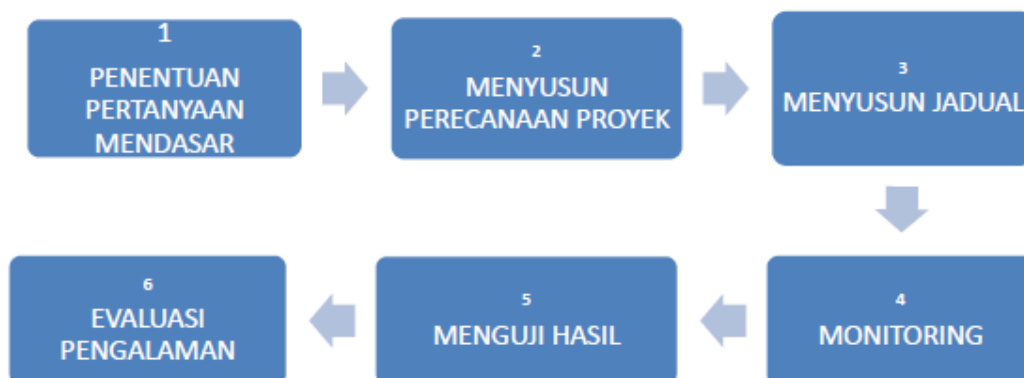 1
PENENTUAN
PERTANYAAN
MENDASAR
2
MENYUSUN
PERECANAAN PROYEK
3
MENYUSUN JADUAL
4
MONITORING
5
MENGUJI HASIL
6
EVALUASI
PENGALAMAN